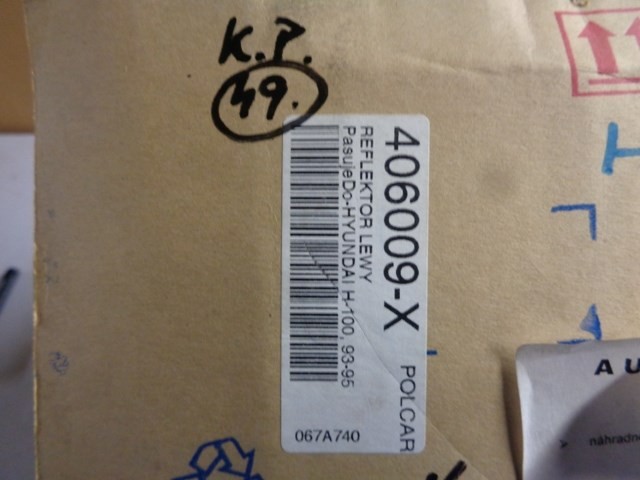 K.P.
49.
406009-X POLCAR
REFLEKTOR LEWY
PasujeDo-HYUNDAI H-100, 93-95
067A740
A U
náhradn